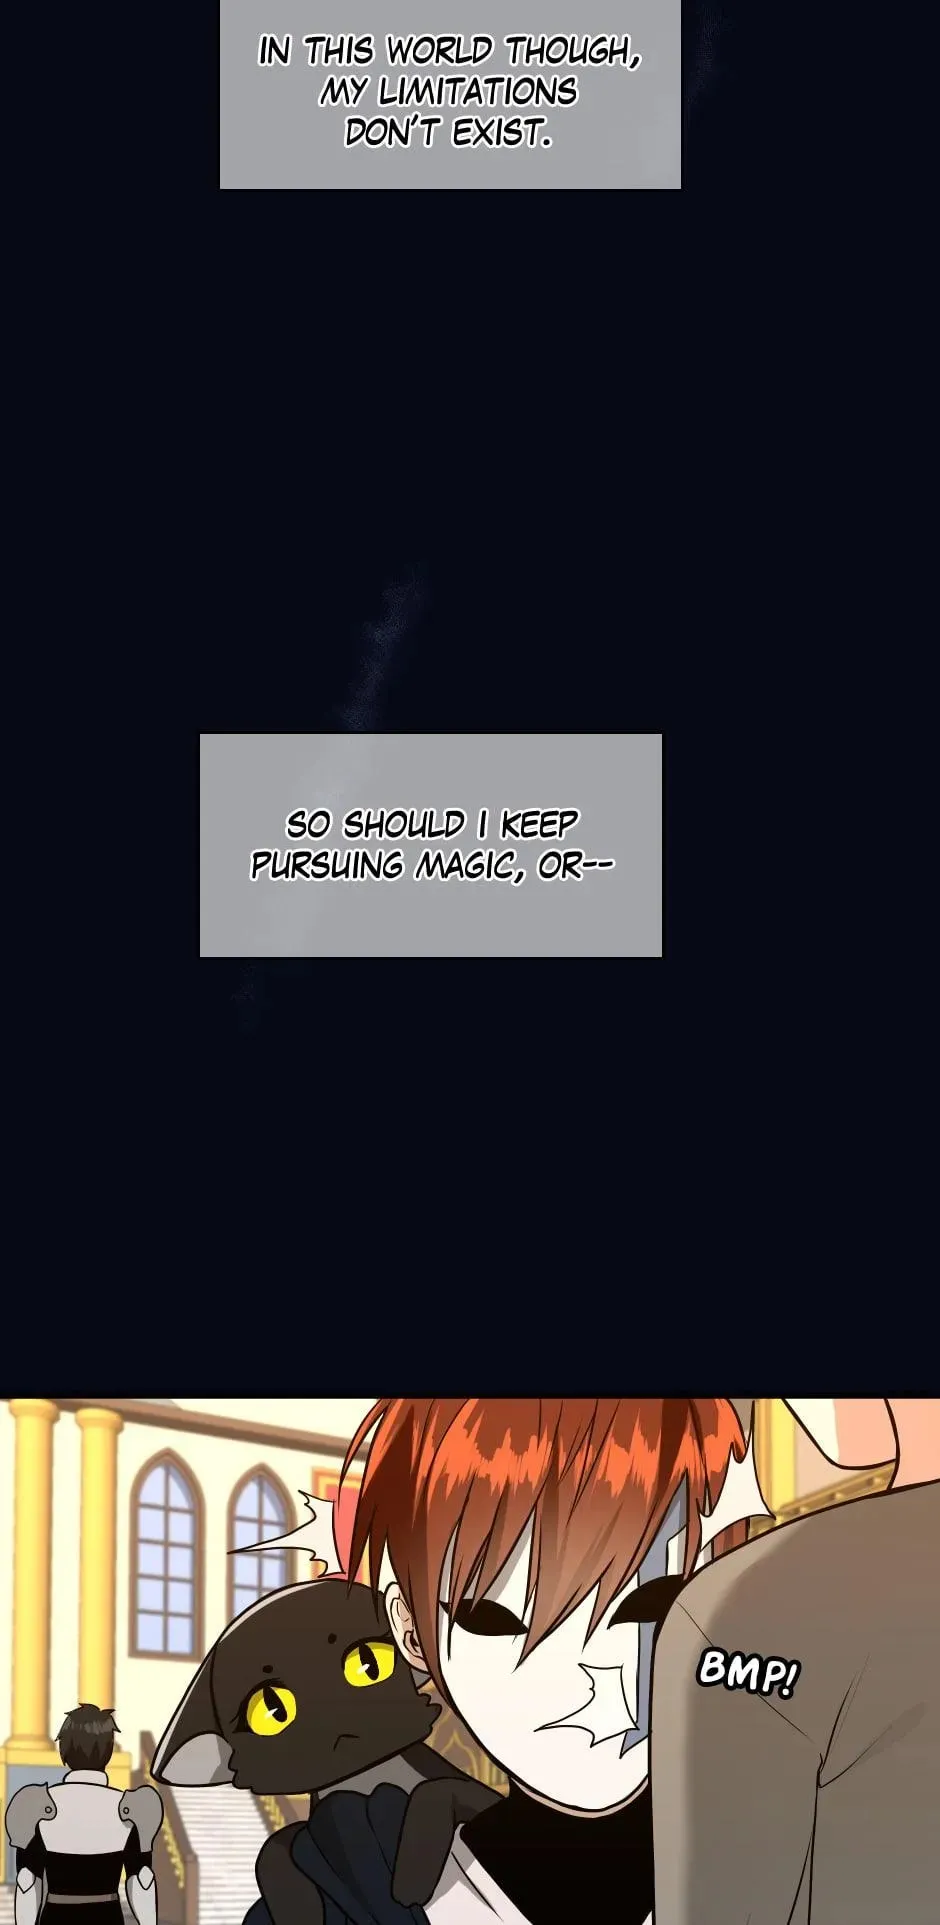 IN THIS WORLD THOUGH,
MY LIMITATIONS
DON'T EXIST.
SO SHOULD I KEEP
PURSUING MAGIC, OR--
BMP!